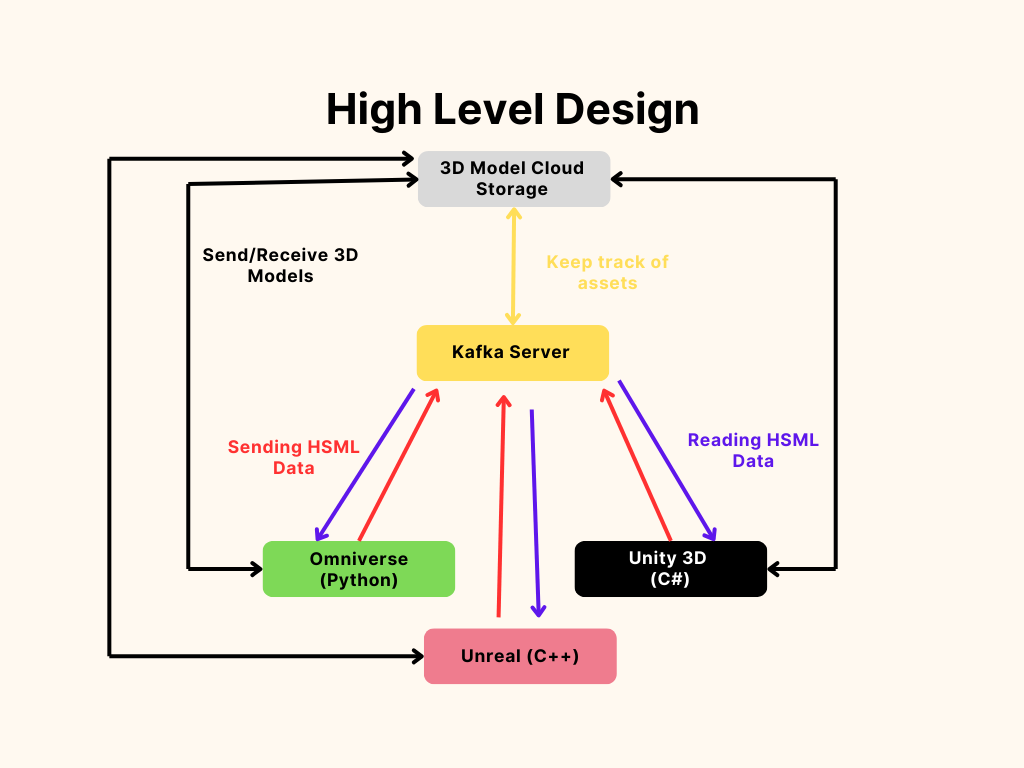 High Level Design
3D Model Cloud
Storage
Send/Receive 3D
Models
Keep track of
assets
Kafka Server
Sending HSML
Data
Reading HSML
Data
Omniverse
(Python)
Unity 3D
(C#)
Unreal (C++)